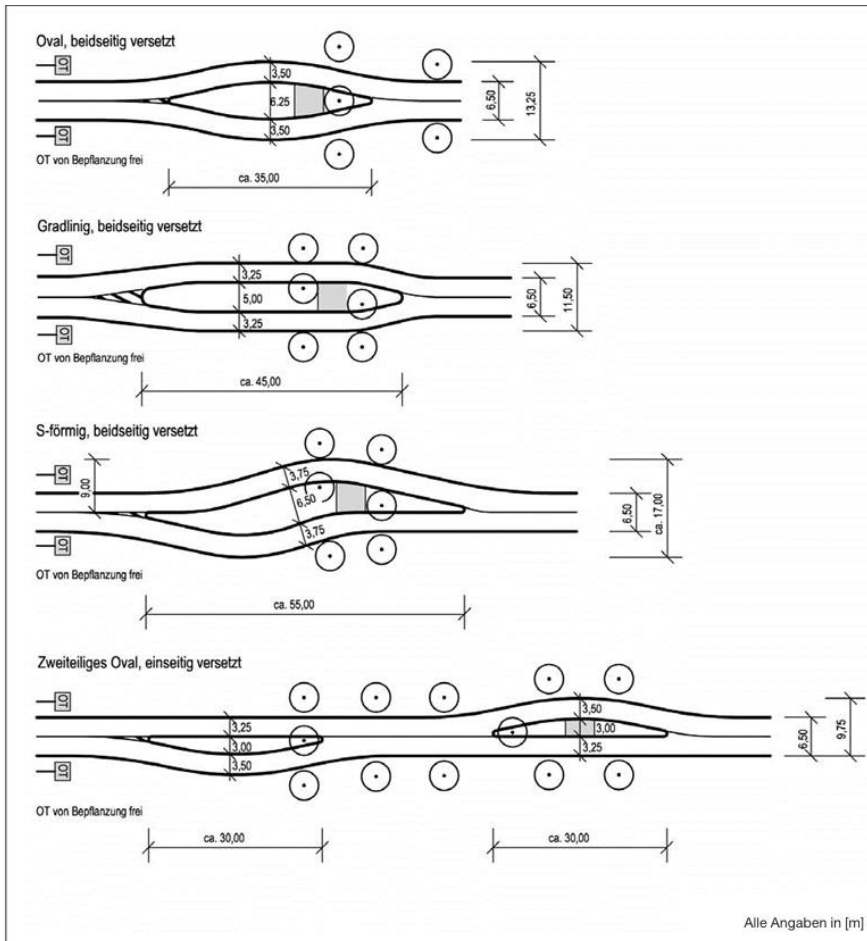 Oval, beidseitig versetzt
OT
3,50
6.25
3,50
6,50
13,25
OT
OT von Bepflanzung frei
ca. 35,00
Gradlinig, beidseitig versetzt
OT
3,25
5,00
3,25
6,50
11,50
OT
OT von Bepflanzung frei
ca. 45,00
S-förmig, beidseitig versetzt
OT
9,00
3,75
6,50
3,75
6,50
ca. 17,00
OT
OT von Bepflanzung frei
ca. 55,00
Zweiteiliges Oval, einseitig versetzt
OT
3,25
3,00
3,50
3,50
3,00
3,25
6,50
9,75
OT
OT von Bepflanzung frei
ca. 30,00
ca. 30,00
Alle Angaben in [m]